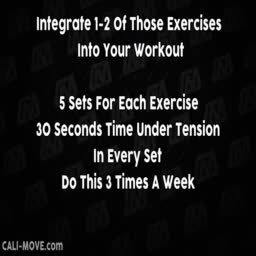 Integrate 1-2 Of Those Exercises
Into Your Workout
5 Sets For Each Exercise
30 Seconds Time Under Tension
In Every Set
Do This 3 Times A Week
CALI-MOVE.com